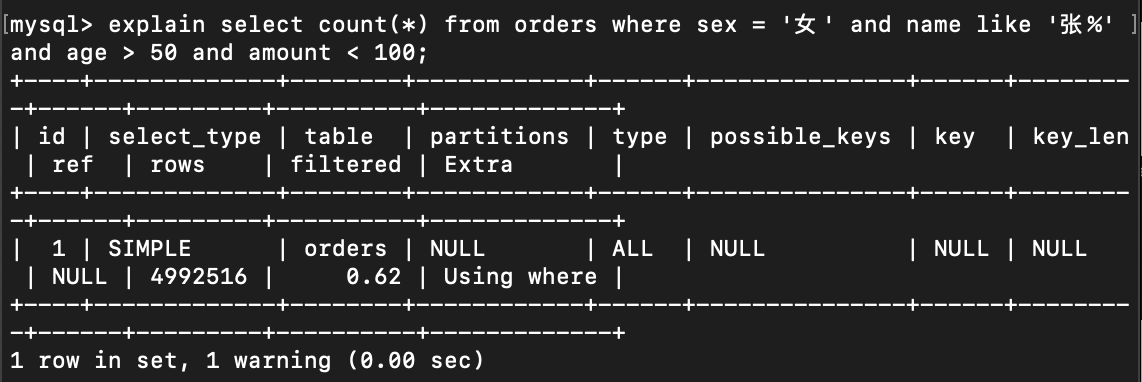 [mysql> explain select count(*) from orders where sex = '女' and name like '张%' ]
and age > 50 and amount < 100;
+----+-------------+--------+------------+------+---------------+------+--------
-+------+---------+----------+-------------+
| id | select_type | table  | partitions | type | possible_keys | key  | key_len
 | ref  | rows    | filtered | Extra       |
+----+-------------+--------+------------+------+---------------+------+--------
-+------+---------+----------+-------------+
|  1 | SIMPLE      | orders | NULL       | ALL  | NULL          | NULL | NULL
 | NULL | 4992516 |     0.62 | Using where |
+----+-------------+--------+------------+------+---------------+------+--------
-+------+---------+----------+-------------+
1 row in set, 1 warning (0.00 sec)